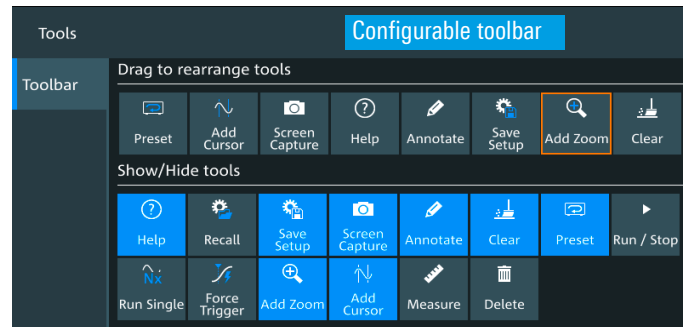 Tools
Configurable toolbar
Toolbar
Drag to rearrange tools
Preset
Add
Cursor
Screen
Capture
Help
Annotate
Save
Setup
Add Zoom
Clear
Show/Hide tools
Help
Recall
Save
Setup
Screen
Capture
Annotate
Clear
Preset
Run / Stop
Nx
Run Single
Force
Trigger
Add Zoom
Add
Cursor
Measure
Delete